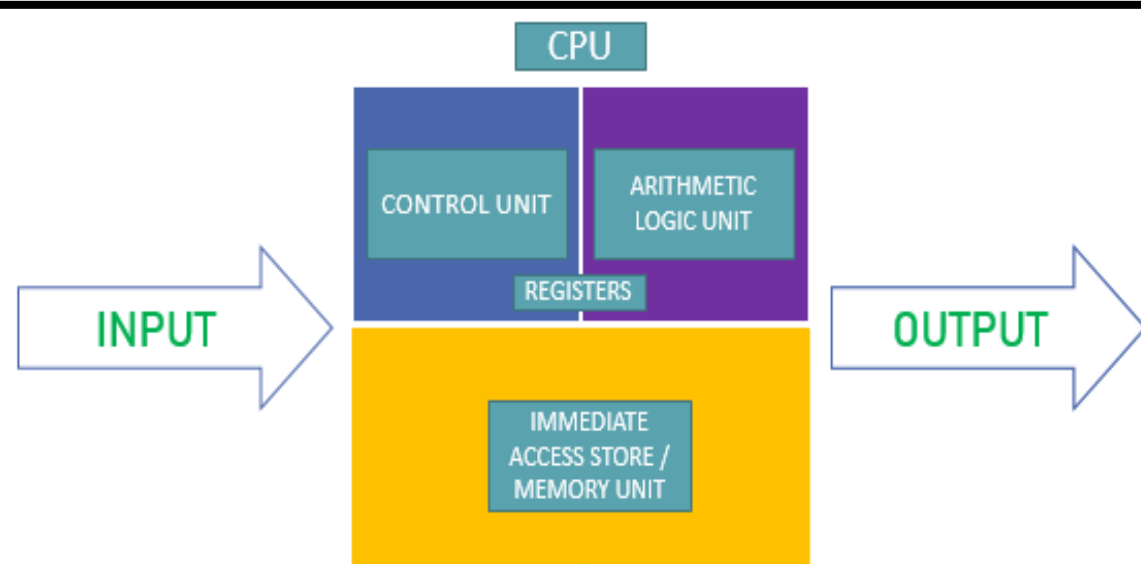 CPU
CONTROL UNIT
ARITHMETIC
LOGIC UNIT
REGISTERS
INPUT
OUTPUT
IMMEDIATE
ACCESS STORE /
MEMORY UNIT